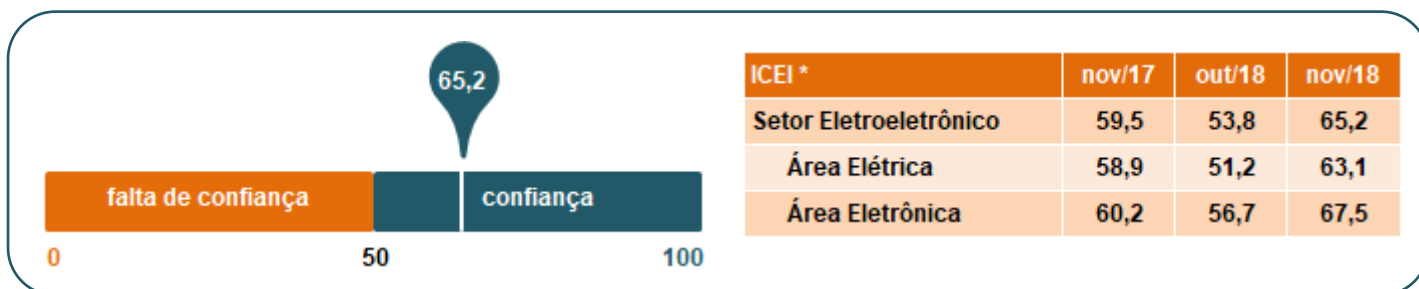 65,2
falta de confiança
confiança
0
50
100
ICEI * nov/17 out/18 nov/18
Setor Eletroeletrônico 59,5 53,8 65,2
Área Elétrica 58,9 51,2 63,1
Área Eletrônica 60,2 56,7 67,5